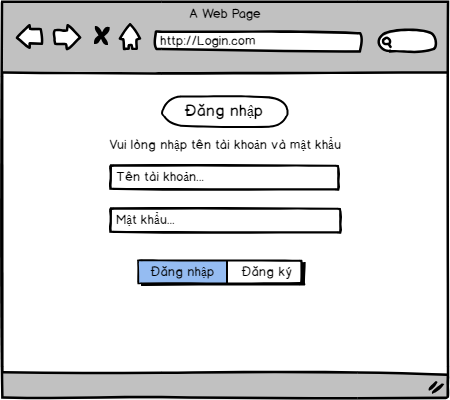 A Web Page
http://Login.com
Đăng nhập
Vui lòng nhập tên tài khoản và mật khẩu
Tên tài khoản...
Mật khẩu...
Đăng nhập Đăng ký